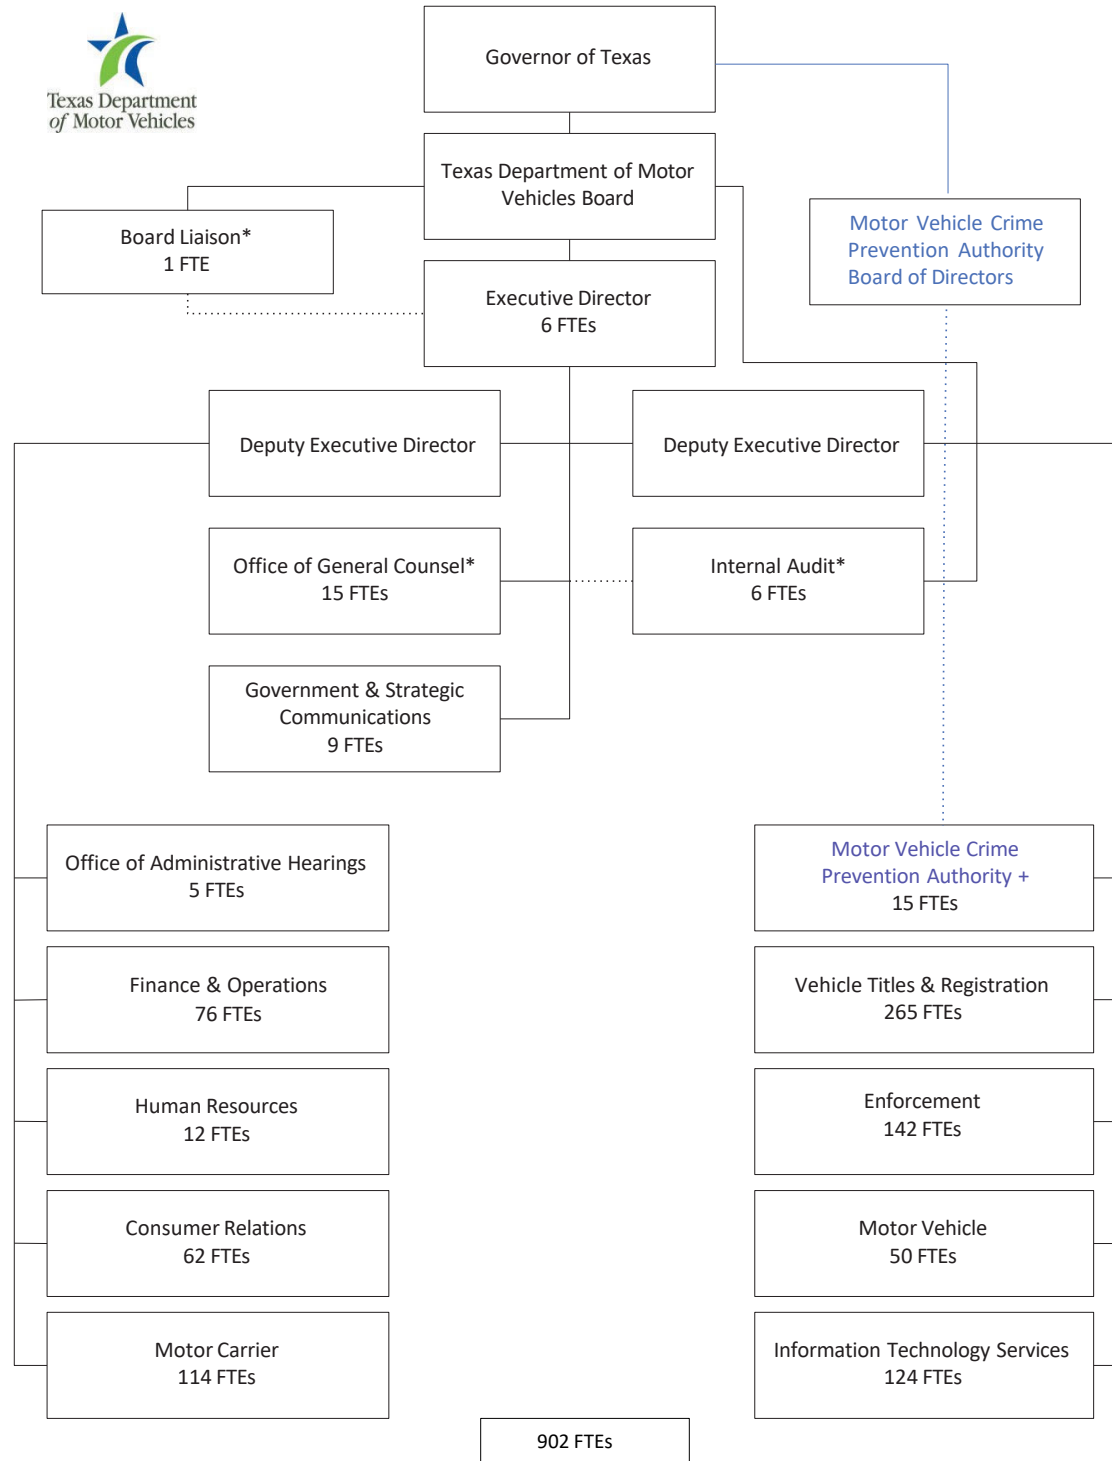 Texas Department
of Motor Vehicles
Governor of Texas
Texas Department of Motor
Vehicles Board
Board Liaison*
1 FTE
Motor Vehicle Crime
Prevention Authority
Board of Directors
Executive Director
6 FTEs
Deputy Executive Director
Deputy Executive Director
Office of General Counsel*
15 FTEs
Internal Audit*
6 FTEs
Government & Strategic
Communications
9 FTEs
Office of Administrative Hearings
5 FTEs
Motor Vehicle Crime
Prevention Authority +
15 FTEs
Finance & Operations
76 FTEs
Vehicle Titles & Registration
265 FTEs
Human Resources
12 FTEs
Enforcement
142 FTEs
Consumer Relations
62 FTEs
Motor Vehicle
50 FTEs
Motor Carrier
114 FTEs
Information Technology Services
124 FTEs
902 FTEs